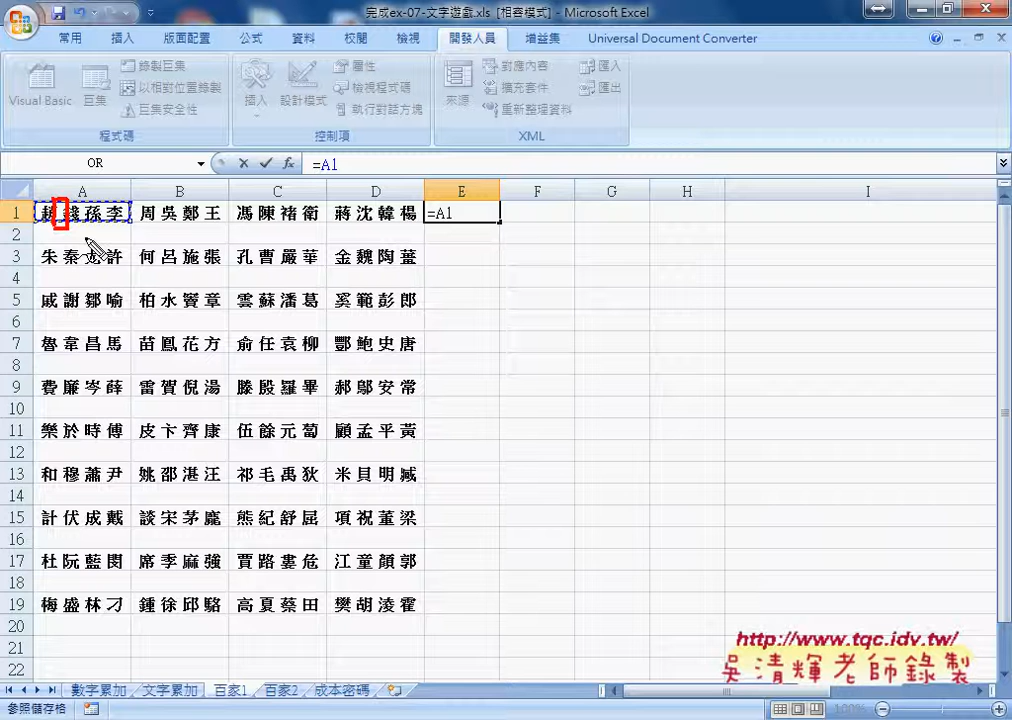 完成ex-07-文字遊戲.xls [相容模式] - Microsoft Excel
常用 插入 版面配置 公式 資料 校閱 檢視 開發人員 增益集 Universal Document Converter
Visual Basic 巨集 錄製巨集 以相對位置錄製 巨集安全性 程式碼
插入 設計模式 屬性 檢視程式碼 執行對話方塊 控制項
來源 對應內容 擴充套件 重新整理資料 匯入 匯出 XML
OR fx =A1
A B C D E F G H I
1 趙錢孫李 周吳鄭王 馮陳褚衛 蔣沈韓楊 =A1
2
3 朱秦尤許 何呂施張 孔曹嚴華 金魏陶薑
4
5 戚謝鄒喻 柏水竇章 雲蘇潘葛 奚範彭郎
6
7 魯韋昌馬 苗鳳花方 俞任袁柳 酆鮑史唐
8
9 費廉岑薛 雷賀倪湯 滕殷羅畢 郝鄔安常
10
11 樂於時傅 皮卞齊康 伍餘元蔔 顧孟平黃
12
13 和穆蕭尹 姚邵湛汪 祁毛禹狄 米貝明臧
14
15 計伏成戴 談宋茅龐 熊紀舒屈 項祝董梁
16
17 杜阮藍閔 席季麻強 賈路婁危 江童顏郭
18
19 梅盛林刁 鍾徐邱駱 高夏蔡田 樊胡淩霍
20
21
22
http://www.tqc.idv.tw/
吳清輝老師錄製
數字累加 文字累加 百家1 百家2 成本密碼
參照儲存格 100%